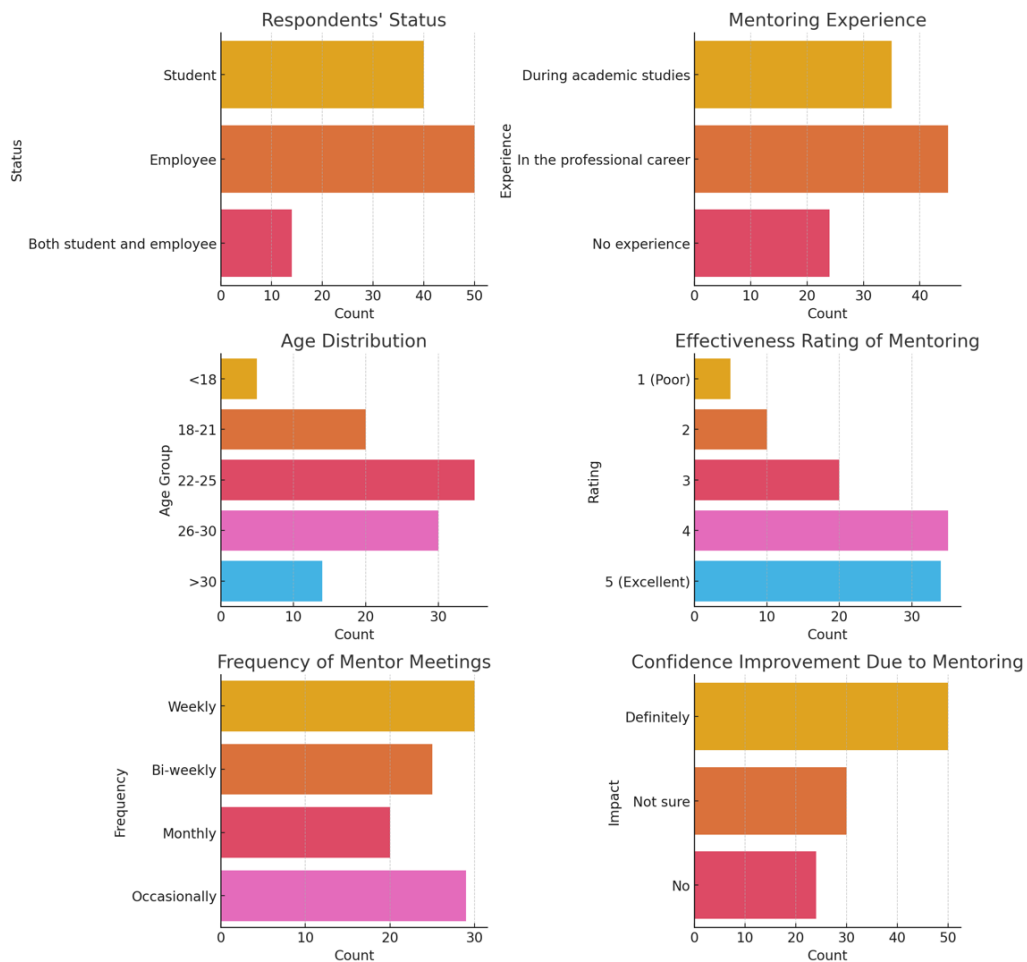 Respondents' Status
Status
Student
Employee
Both student and employee
0 10 20 30 40 50
Count
Mentoring Experience
Experience
During academic studies
In the professional career
No experience
0 10 20 30 40
Count
Age Distribution
Age Group
<18
18-21
22-25
26-30
>30
0 10 20 30
Count
Effectiveness Rating of Mentoring
Rating
1 (Poor)
2
3
4
5 (Excellent)
0 10 20 30
Count
Frequency of Mentor Meetings
Frequency
Weekly
Bi-weekly
Monthly
Occasionally
0 10 20 30
Count
Confidence Improvement Due to Mentoring
Impact
Definitely
Not sure
No
0 10 20 30 40 50
Count